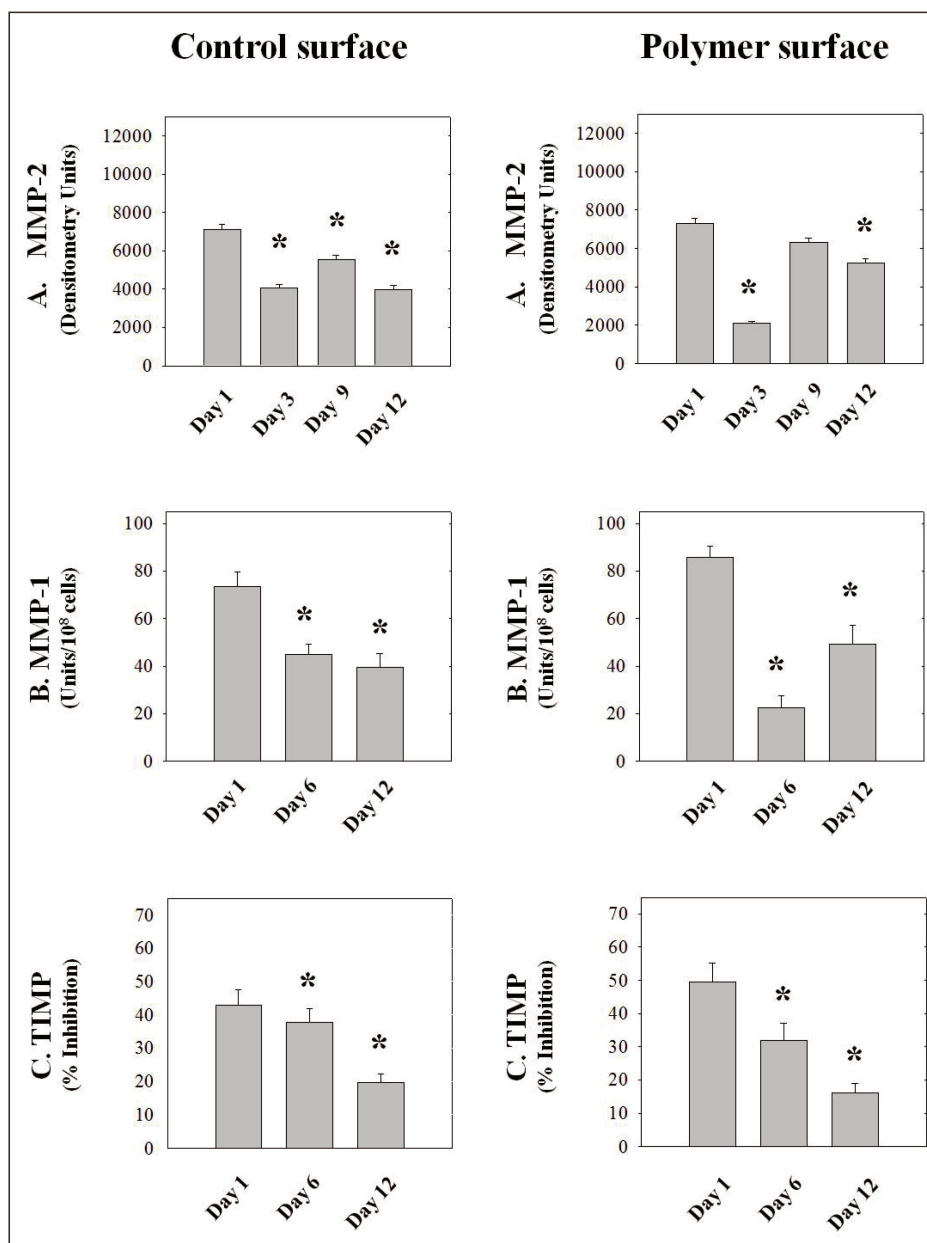 Control surface
Polymer surface
A. MMP-2
(Densitometry Units)
12000
10000
8000
6000
4000
2000
0
*
*
*
Day 1
Day 3
Day 9
Day 12
A. MMP-2
(Densitometry Units)
12000
10000
8000
6000
4000
2000
0
*
*
Day 1
Day 3
Day 9
Day 12
B. MMP-1
(Units/10⁸ cells)
100
80
60
40
20
0
*
*
Day 1
Day 6
Day 12
B. MMP-1
(Units/10⁸ cells)
100
80
60
40
20
0
*
*
Day 1
Day 6
Day 12
C. TIMP
(% Inhibition)
70
60
50
40
30
20
10
0
*
*
Day 1
Day 6
Day 12
C. TIMP
(% Inhibition)
70
60
50
40
30
20
10
0
*
*
Day 1
Day 6
Day 12